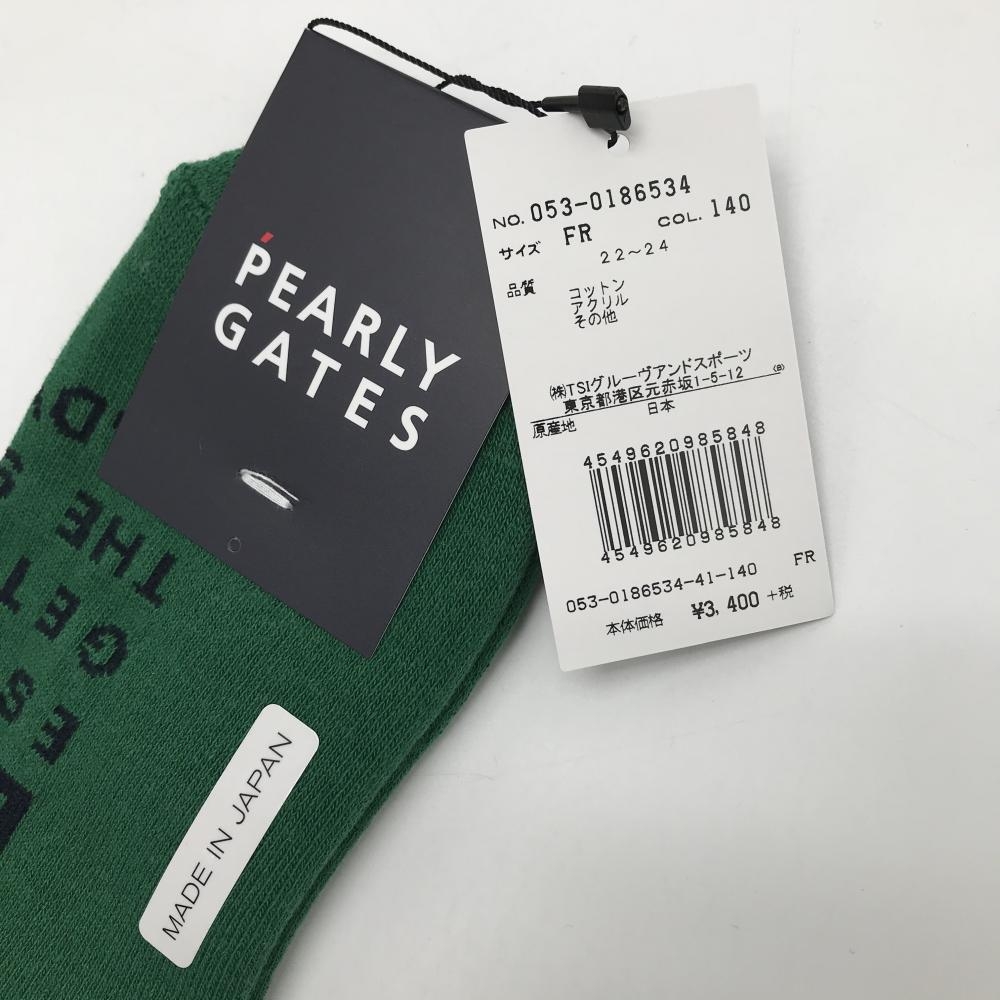 PEARLY
GATES
NO. 053-0186534
サイズ FR COL. 140
22~24
品質 コットン
アクリル
その他
㈱TSIグルーヴアンドスポーツ
東京都港区元赤坂1-5-12 (B)
原産地 日本
4549620985848
4549620985848
FR
053-0186534-41-140
本体価格 ¥3,400 +税
MADE IN JAPAN
THE
GET